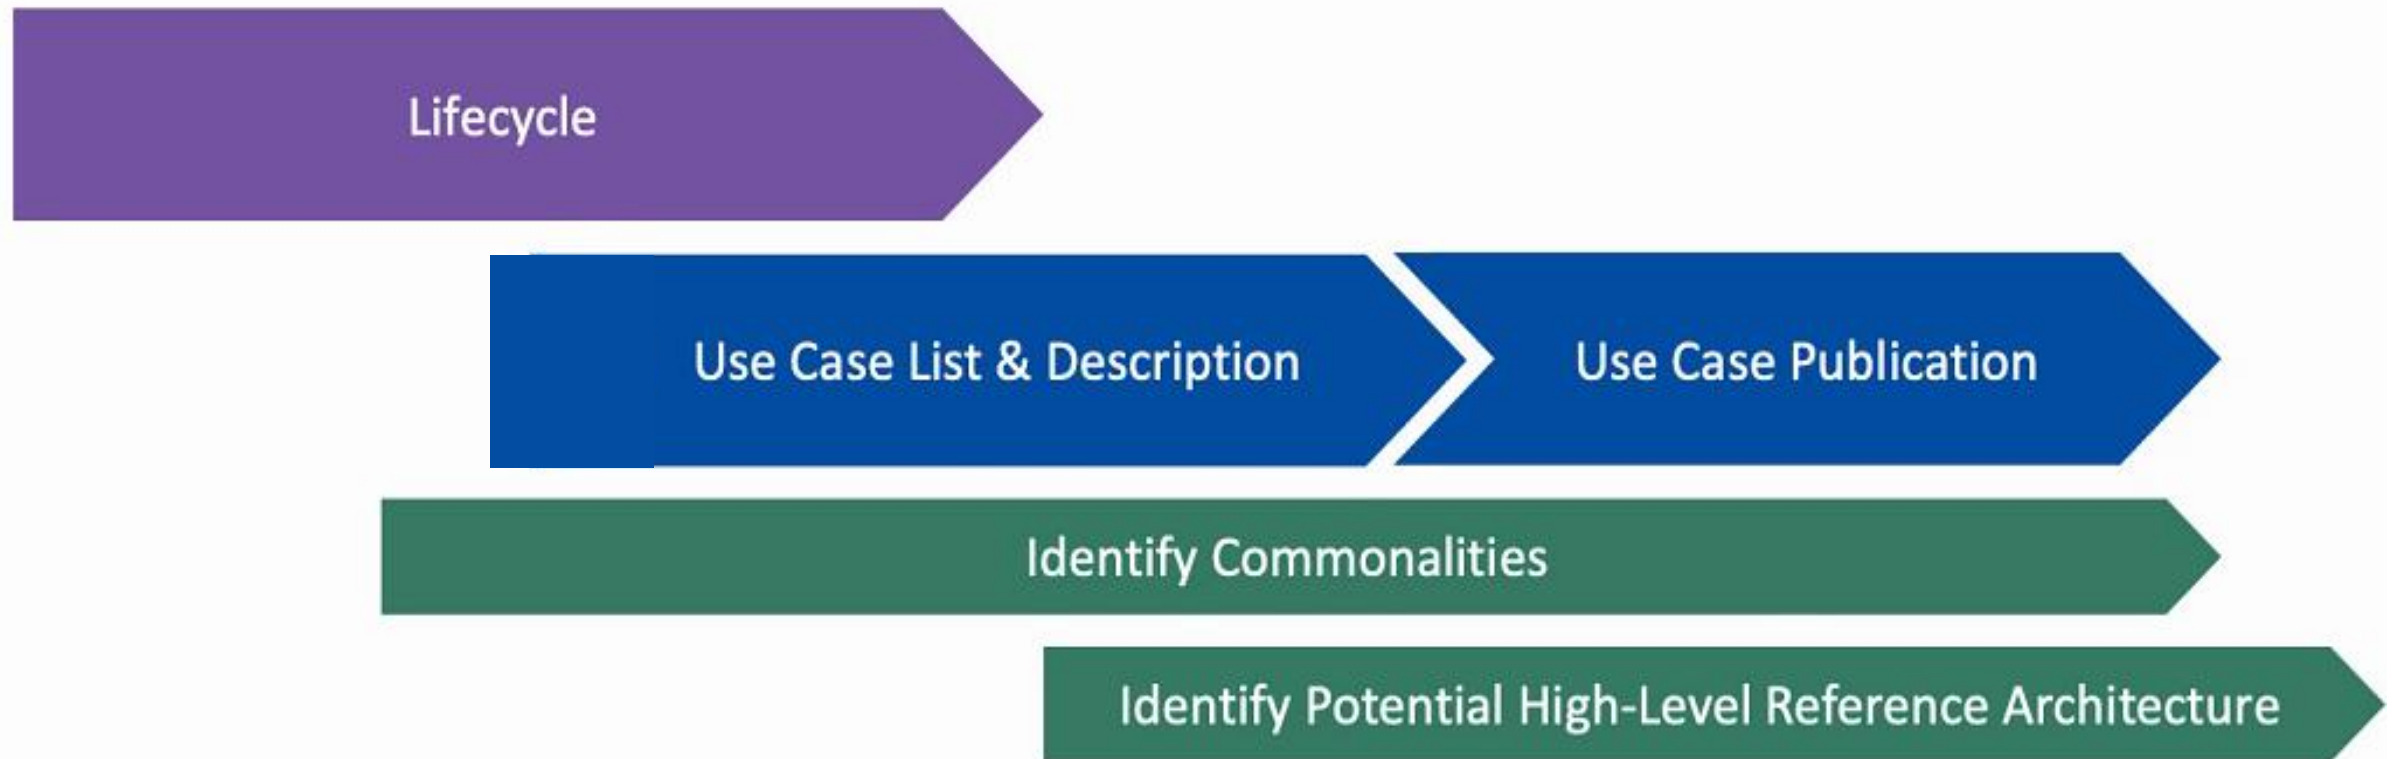 Lifecycle
Use Case List & Description
Use Case Publication
Identify Commonalities
Identify Potential High-Level Reference Architecture